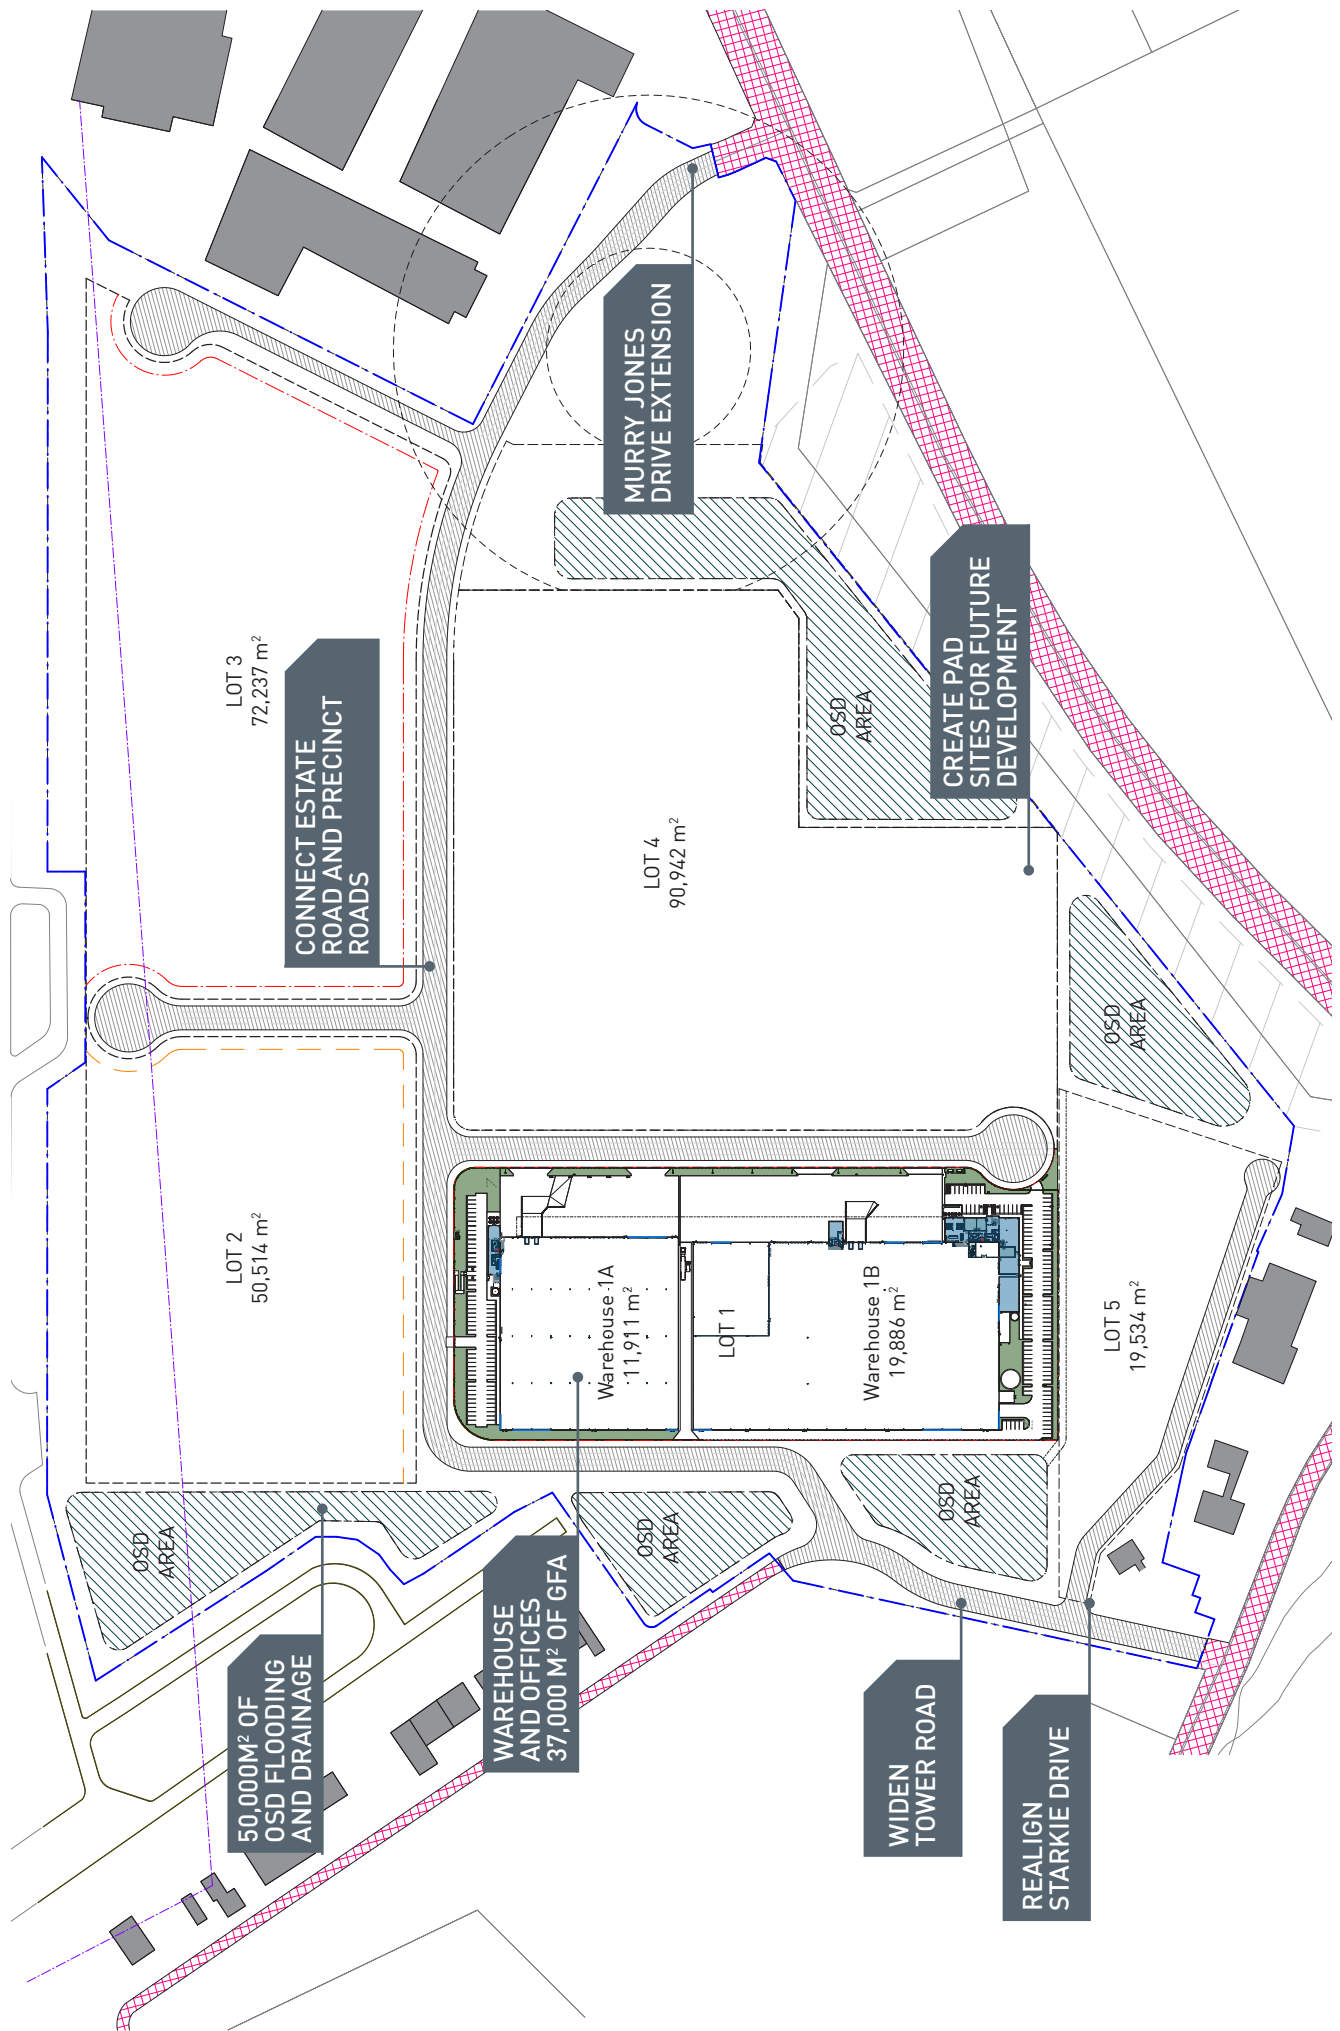 50,000M² OF
OSD FLOODING
AND DRAINAGE
OSD
AREA
LOT 2
50,514 m²
CONNECT ESTATE
ROAD AND PRECINCT
ROADS
LOT 3
72,237 m²
WAREHOUSE
AND OFFICES
37,000 M² OF GFA
OSD
AREA
Warehouse 1A
11,911 m²
LOT 1
Warehouse 1B
19,886 m²
LOT 4
90,942 m²
MURRY JONES
DRIVE EXTENSION
OSD
AREA
WIDEN
TOWER ROAD
OSD
AREA
CREATE PAD
SITES FOR FUTURE
DEVELOPMENT
REALIGN
STARKIE DRIVE
LOT 5
19,534 m²
OSD
AREA